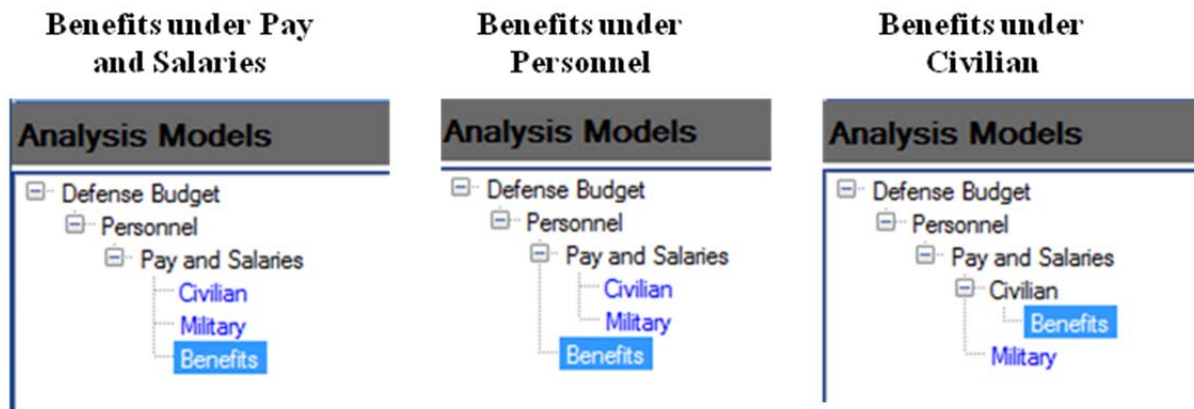 Benefits under Pay
and Salaries
Analysis Models
Defense Budget
Personnel
Pay and Salaries
Civilian
Military
Benefits
Benefits under
Personnel
Analysis Models
Defense Budget
Personnel
Pay and Salaries
Civilian
Military
Benefits
Benefits under
Civilian
Analysis Models
Defense Budget
Personnel
Pay and Salaries
Civilian
Benefits
Military